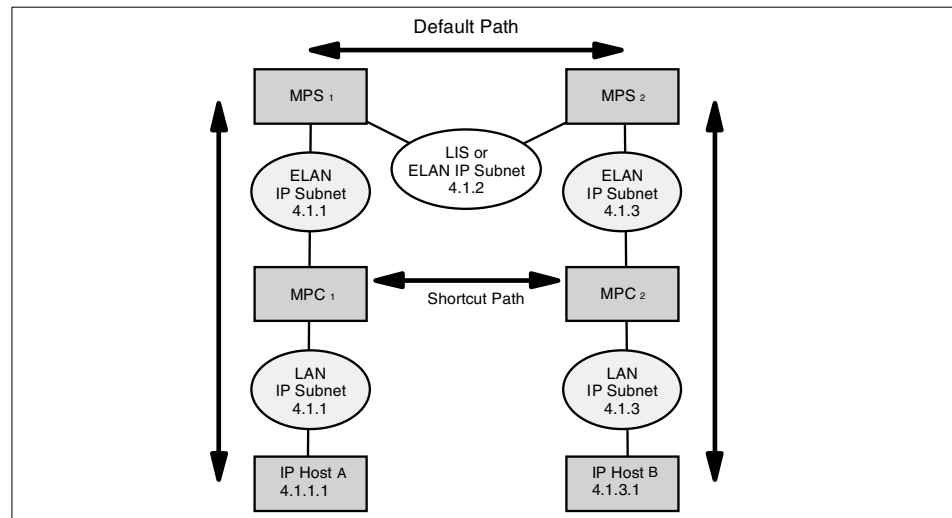 Default Path
MPS 1
MPS 2
LIS or
ELAN IP Subnet
4.1.2
ELAN
IP Subnet
4.1.1
ELAN
IP Subnet
4.1.3
MPC 1
Shortcut Path
MPC 2
LAN
IP Subnet
4.1.1
LAN
IP Subnet
4.1.3
IP Host A
4.1.1.1
IP Host B
4.1.3.1